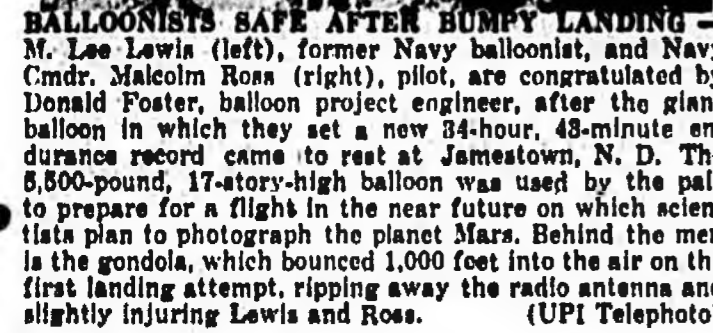 BALLOONISTS SAFE AFTER BUMPY LANDING —
M. Lee Lewis (left), former Navy balloonist, and Navy
Cmdr. Malcolm Ross (right), pilot, are congratulated by
Donald Foster, balloon project engineer, after the gian
balloon in which they set a new 34-hour, 43-minute en
durance record came to rest at Jamestown, N. D. Th
5,500-pound, 17-story-high balloon was used by the pai
to prepare for a flight in the near future on which scien
tists plan to photograph the planet Mars. Behind the men
is the gondola, which bounced 1,000 feet into the air on th
first landing attempt, ripping away the radio antenna and
slightly injuring Lewis and Ross. (UPI Telephoto)